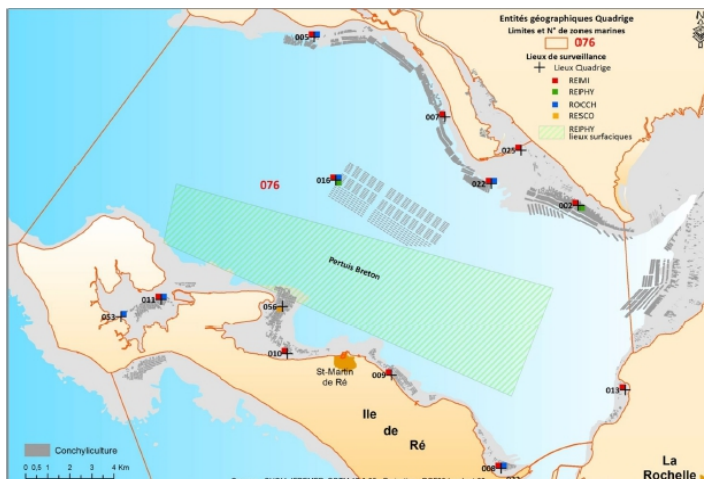 Entités géographiques Quadrige
Limites et N° de zones marines
076
Lieux de surveillance
Lieux Quadrige
REMI
REPHY
ROCCH
RESCO
REPHY
lieux surfaciques
N
005
007
025
022
016
002
076
Pertuis Breton
011
053
056
010
St-Martin
de Ré
009
013
Ile
de
Ré
008
La
Rochelle
Conchyliculture
0 0,5 1 2 3 4 Km